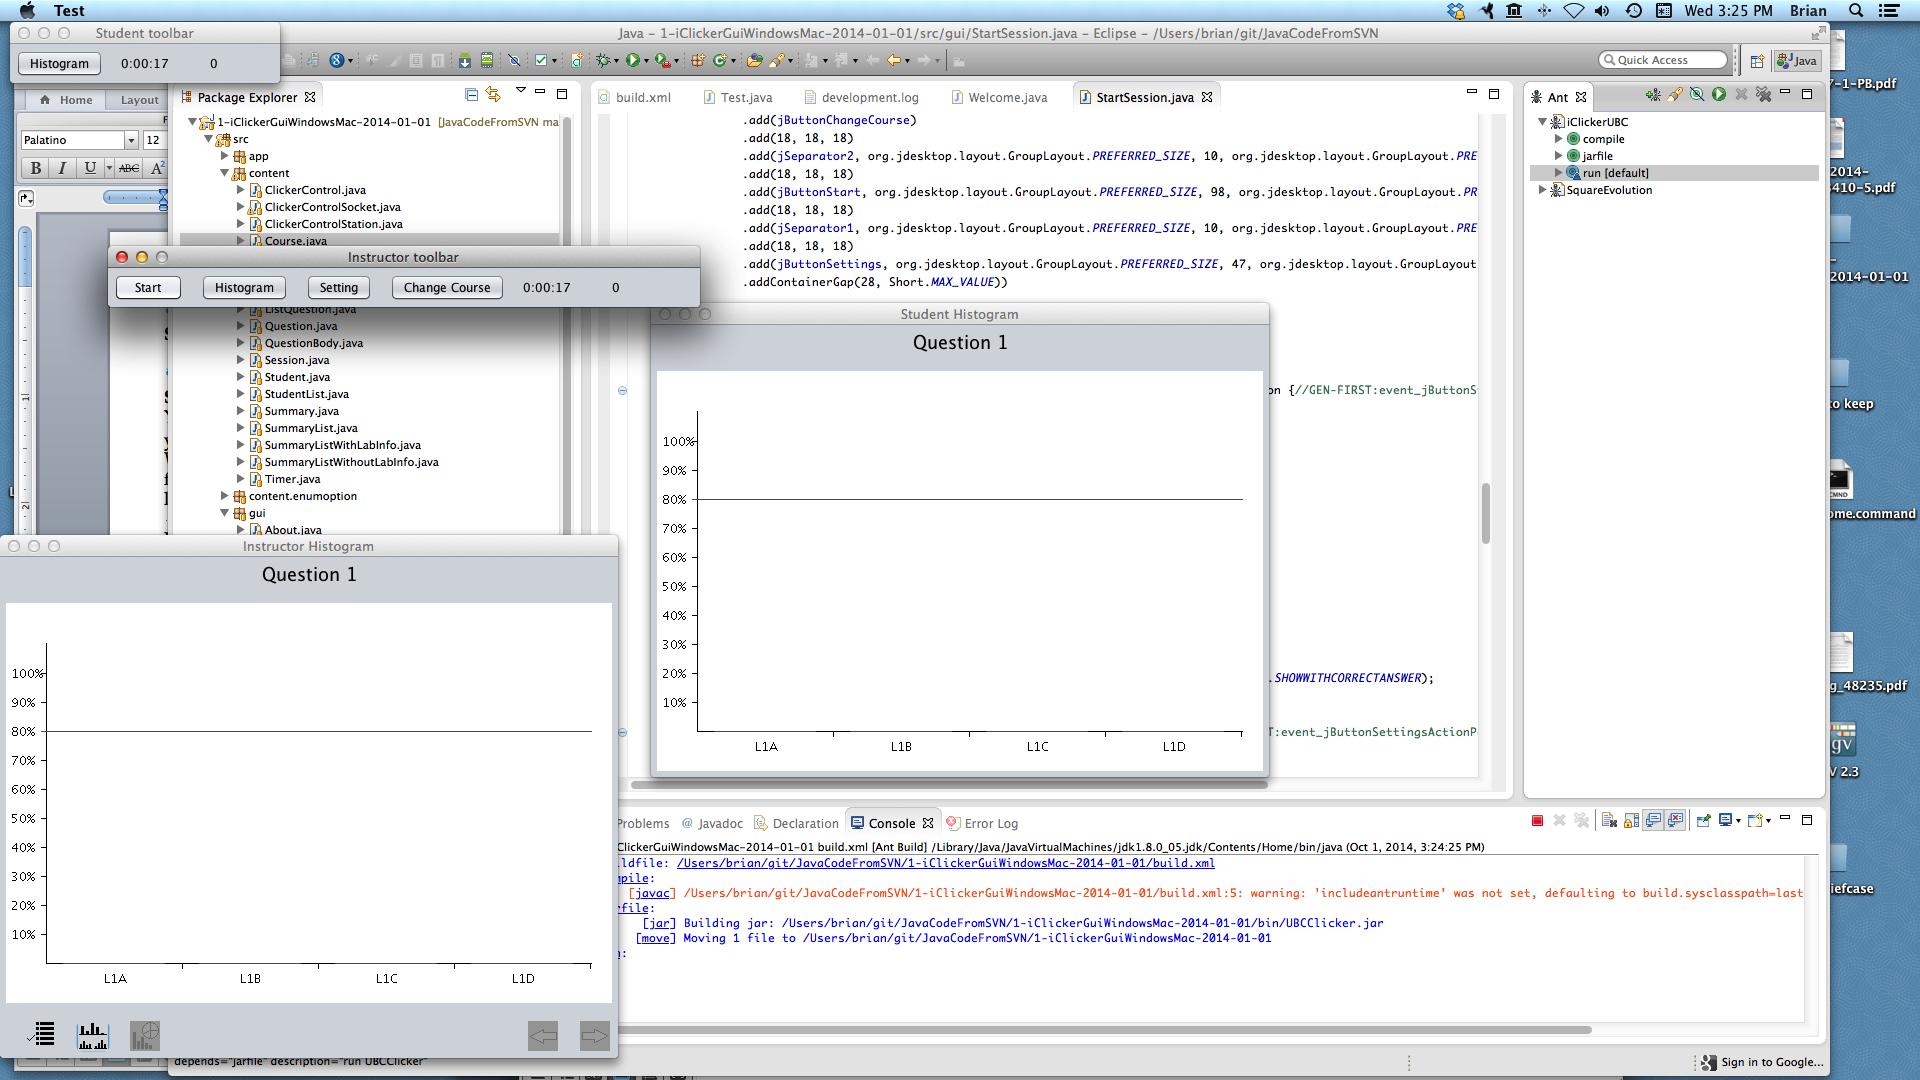 Test
Wed 3:25 PM Brian
Student toolbar
Histogram 0:00:17 0
Java – 1-iClickerGuiWindowsMac-2014-01-01/src/gui/StartSession.java – Eclipse – /Users/brian/git/JavaCodeFromSVN
Quick Access
Java
Home Layout
Palatino 12
B I U ABC A2
Package Explorer
1-iClickerGuiWindowsMac-2014-01-01 [JavaCodeFromSVN ma
src
app
content
ClickerControl.java
ClickerControlSocket.java
ClickerControlStation.java
Course.java
Instructor toolbar
Start Histogram Setting Change Course 0:00:17 0
ListQuestion.java
Question.java
QuestionBody.java
Session.java
Student.java
StudentList.java
Summary.java
SummaryList.java
SummaryListWithLabInfo.java
SummaryListWithoutLabInfo.java
Timer.java
content.enumoption
gui
About.java
build.xml Test.java development.log Welcome.java StartSession.java
.add(jButtonChangeCourse)
.add(18, 18, 18)
.add(jSeparator2, org.jdesktop.layout.GroupLayout.PREFERRED_SIZE, 10, org.jdesktop.layout.GroupLayout.PRE
.add(18, 18, 18)
.add(jButtonStart, org.jdesktop.layout.GroupLayout.PREFERRED_SIZE, 98, org.jdesktop.layout.GroupLayout.PR
.add(18, 18, 18)
.add(jSeparator1, org.jdesktop.layout.GroupLayout.PREFERRED_SIZE, 10, org.jdesktop.layout.GroupLayout.PRE
.add(18, 18, 18)
.add(jButtonSettings, org.jdesktop.layout.GroupLayout.PREFERRED_SIZE, 47, org.jdesktop.layout.GroupLayout
.addContainerGap(28, Short.MAX_VALUE))
on {//GEN-FIRST:event_jButtonS
.SHOWWITHCORRECTANSWER);
T:event_jButtonSettingsActionP
Student Histogram
Question 1
100%
90%
80%
70%
60%
50%
40%
30%
20%
10%
L1A L1B L1C L1D
Instructor Histogram
Question 1
100%
90%
80%
70%
60%
50%
40%
30%
20%
10%
L1A L1B L1C L1D
Ant
iClickerUBC
compile
jarfile
run [default]
SquareEvolution
Problems @ Javadoc Declaration Console Error Log
ClickerGuiWindowsMac-2014-01-01 build.xml [Ant Build] /Library/Java/JavaVirtualMachines/jdk1.8.0_05.jdk/Contents/Home/bin/java (Oct 1, 2014, 3:24:25 PM)
ildfile: /Users/brian/git/JavaCodeFromSVN/1-iClickerGuiWindowsMac-2014-01-01/build.xml
mpile:
[javac] /Users/brian/git/JavaCodeFromSVN/1-iClickerGuiWindowsMac-2014-01-01/build.xml:5: warning: 'includeantruntime' was not set, defaulting to build.sysclasspath=last
rfile:
[jar] Building jar: /Users/brian/git/JavaCodeFromSVN/1-iClickerGuiWindowsMac-2014-01-01/bin/UBCClicker.jar
[move] Moving 1 file to /Users/brian/git/JavaCodeFromSVN/1-iClickerGuiWindowsMac-2014-01-01
depends="jarfile" description="run UBCClicker"
Sign in to Google...
7-1-PB.pdf
2014-
3410-5.pdf
2014-01-01
to keep
CMND
ome.command
g_48235.pdf
gv
V 2.3
iefcase